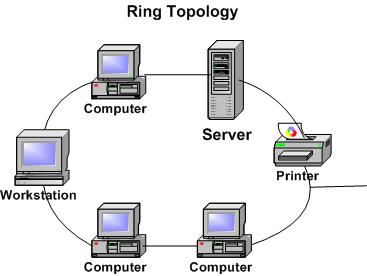 Ring Topology
Computer
Server
Printer
Workstation
Computer
Computer